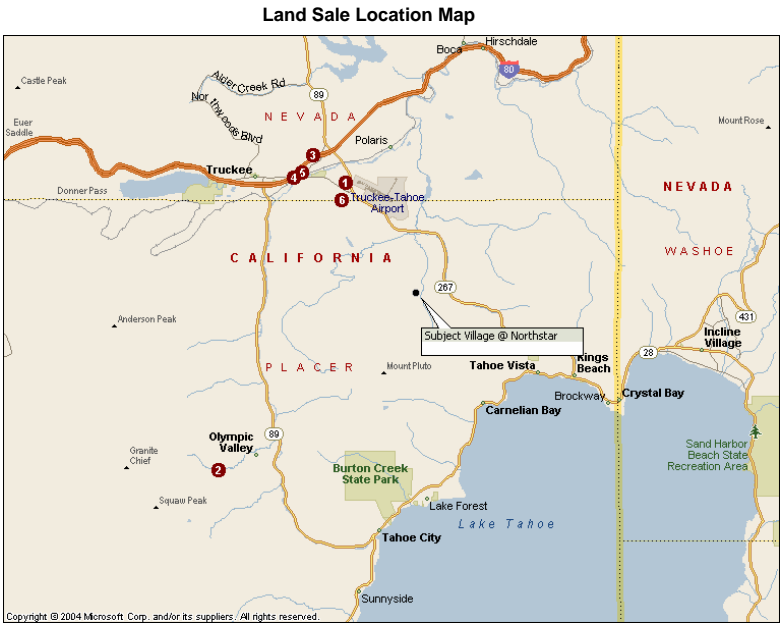 Land Sale Location Map
Boca
Hirschdale
80
Castle Peak
Alder Creek Rd
89
Nor
thwoods Blvd
NEVADA
Mount Rose
Euer
Saddle
Polaris
3
Truckee
4
5
1
Donner Pass
6
Truckee-Tahoe
Airport
NEVADA
CALIFORNIA
WASHOE
267
Anderson Peak
431
Subject Village @ Northstar
Incline
Village
28
PLACER
Mount Pluto
Tahoe Vista
Kings
Beach
Brockway
Crystal Bay
Carnelian Bay
89
Olympic
Valley
Granite
Chief
2
Sand Harbor
Beach State
Recreation Area
Burton Creek
State Park
Squaw Peak
Lake Forest
Lake Tahoe
Tahoe City
Sunnyside
Copyright © 2004 Microsoft Corp. and/or its suppliers. All rights reserved.